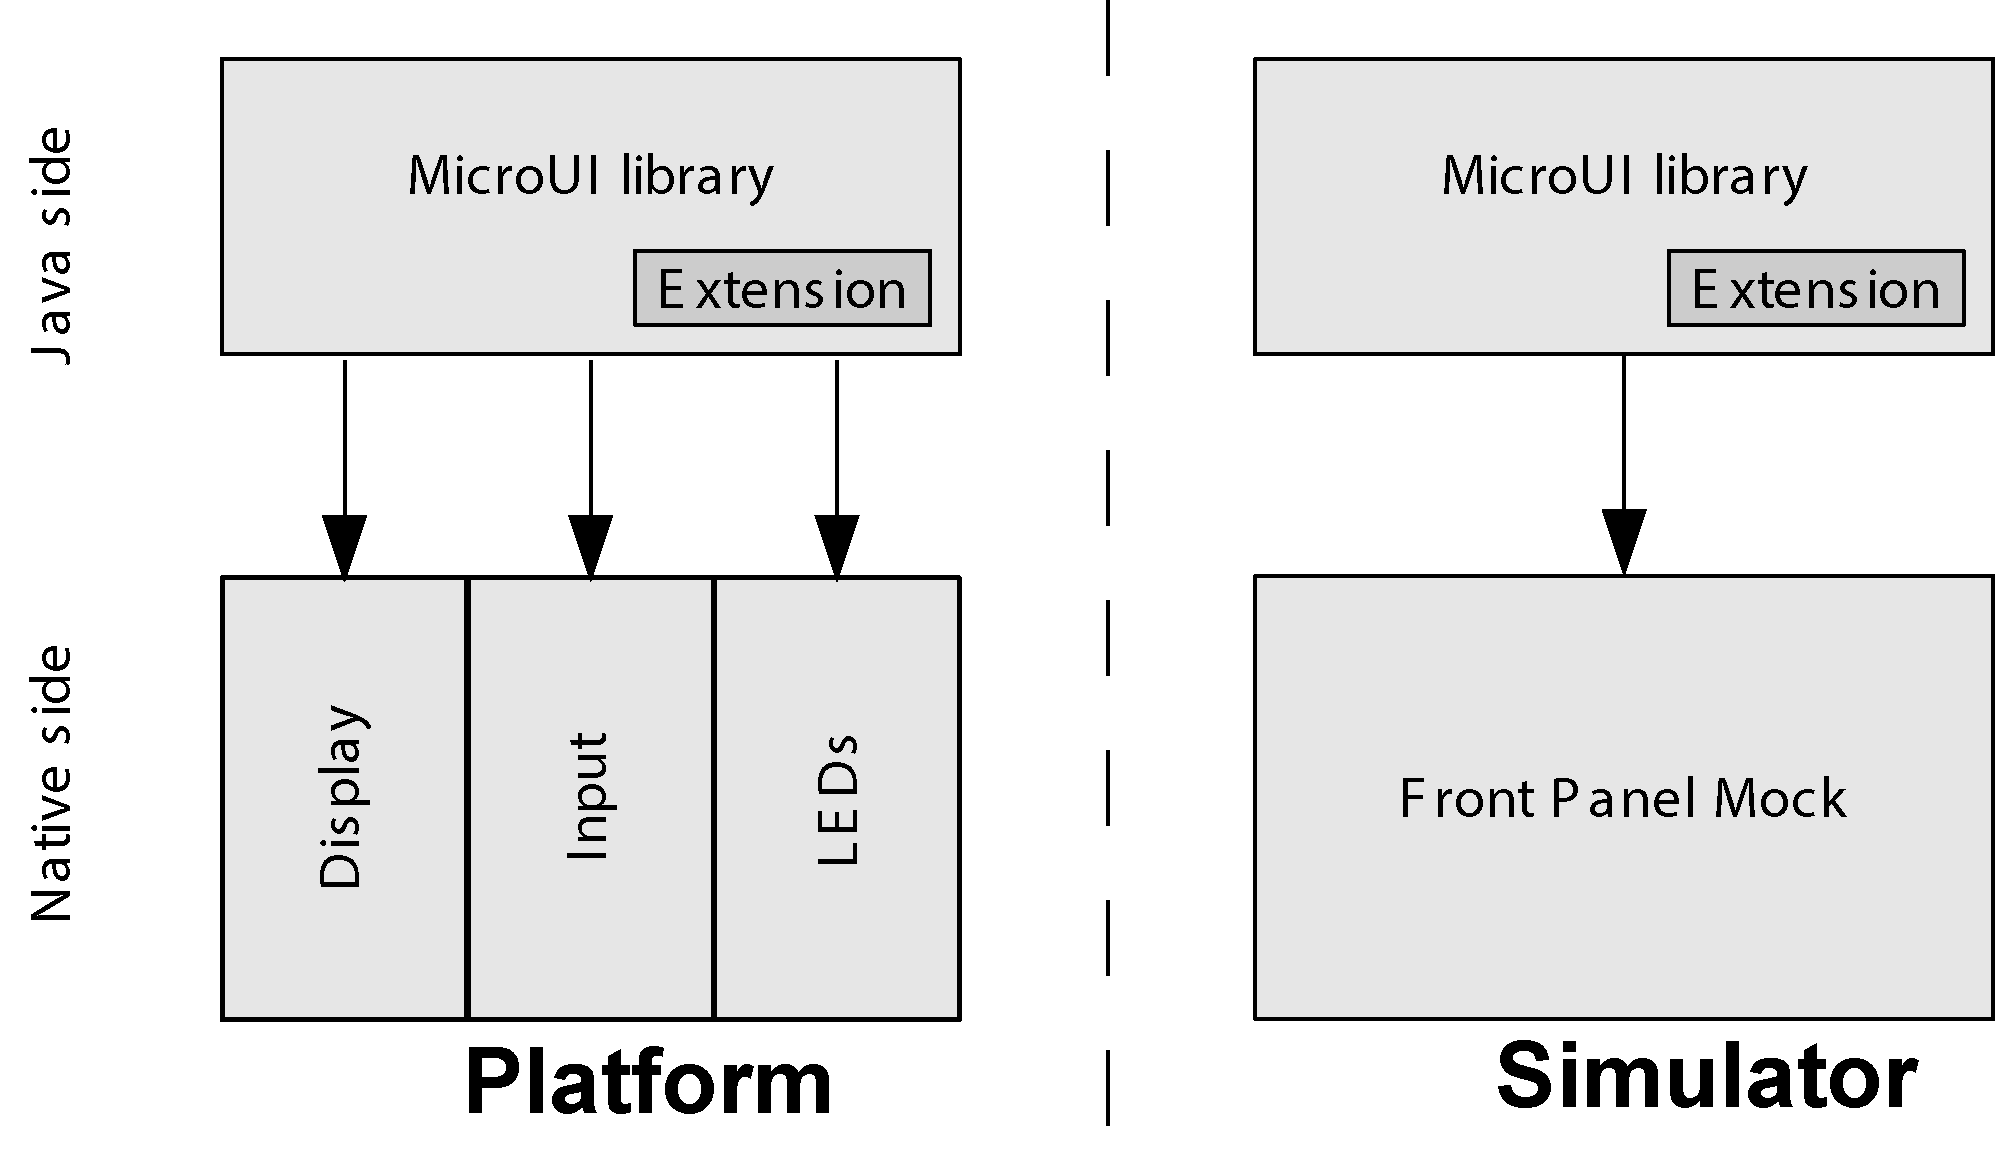 Java side
MicroUI library
Extension
MicroUI library
Extension
Native side
Display
Input
LEDs
Front Panel Mock
Platform
Simulator